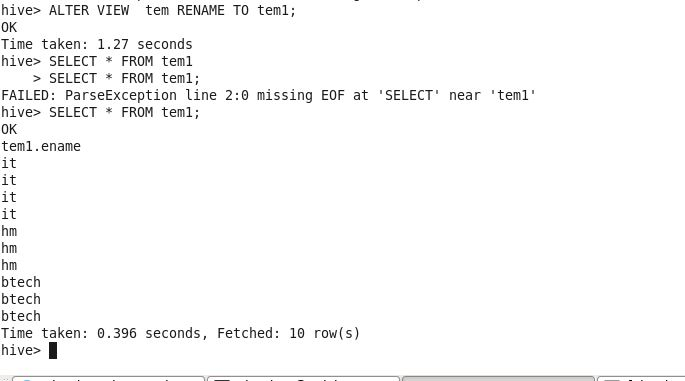 hive> ALTER VIEW  tem RENAME TO tem1;
OK
Time taken: 1.27 seconds
hive> SELECT * FROM tem1
    > SELECT * FROM tem1;
FAILED: ParseException line 2:0 missing EOF at 'SELECT' near 'tem1'
hive> SELECT * FROM tem1;
OK
tem1.ename
it
it
it
it
hm
hm
hm
btech
btech
btech
Time taken: 0.396 seconds, Fetched: 10 row(s)
hive>